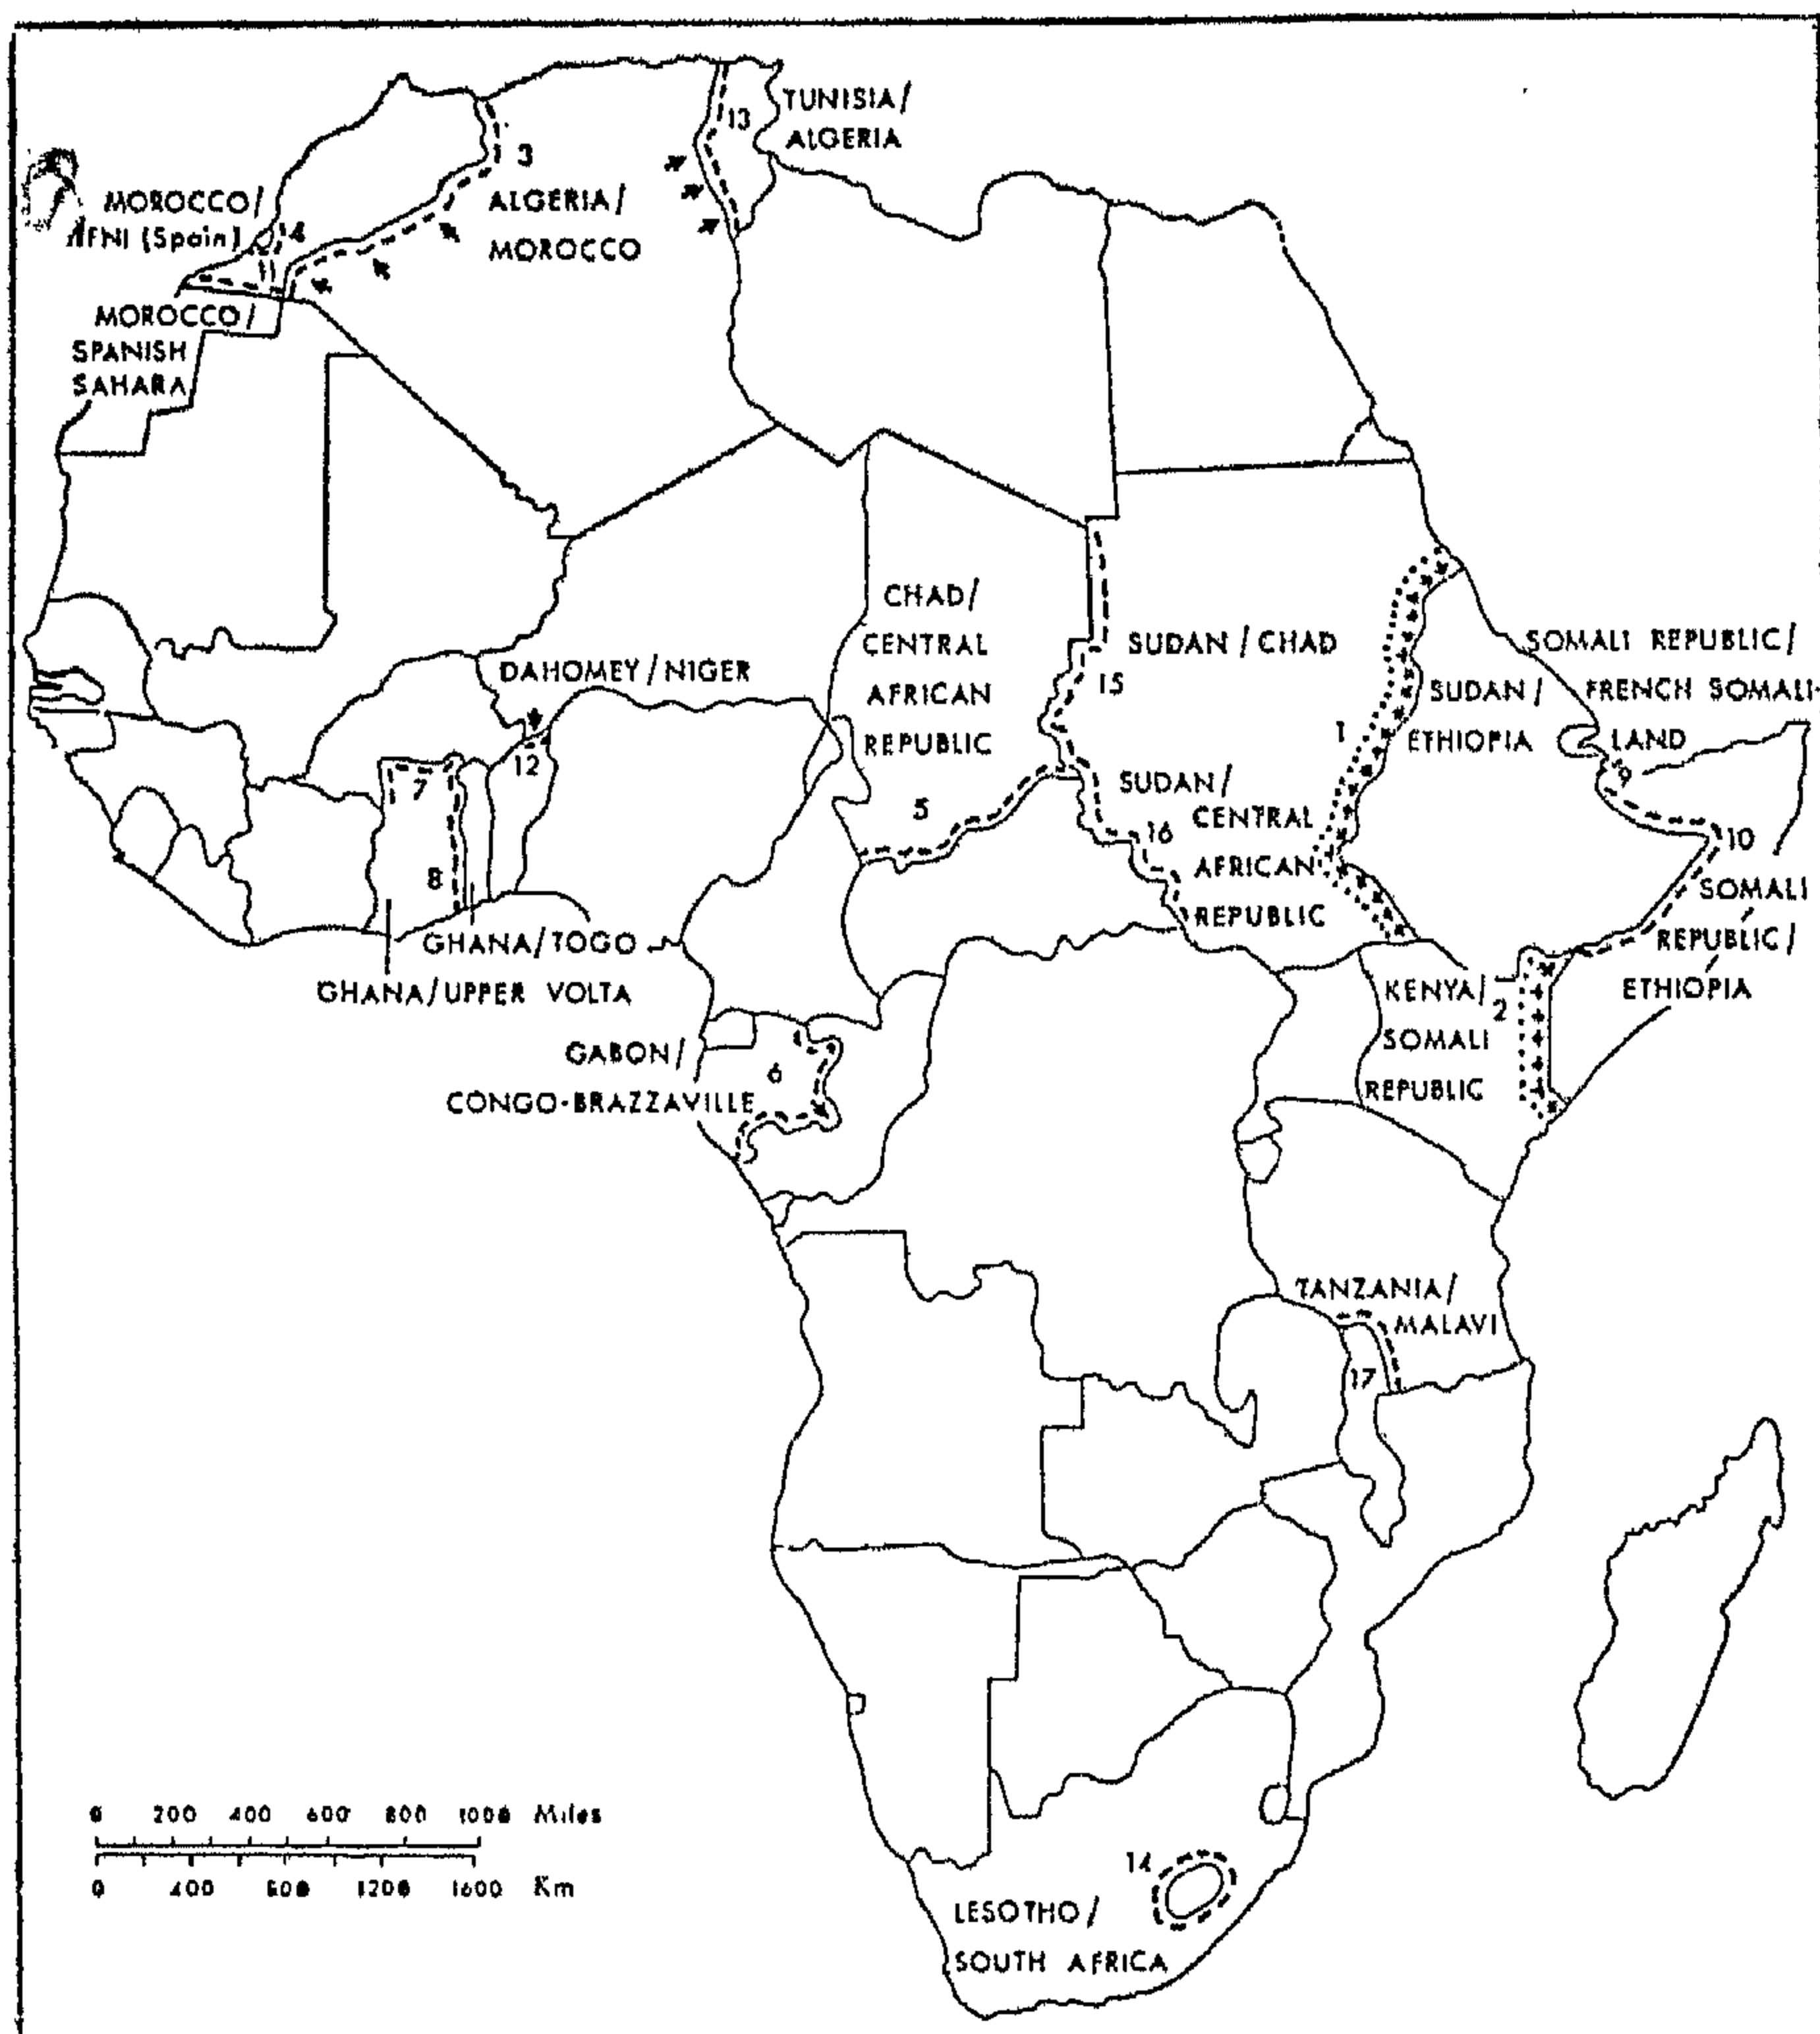 TUNISIA/
ALGERIA
13
3
MOROCCO/
IFNI (Spain)
4
ALGERIA/
MOROCCO
MOROCCO/
SPANISH
SAHARA
CHAD/
CENTRAL
AFRICAN
REPUBLIC
SUDAN/CHAD
15
SOMALI REPUBLIC/
FRENCH SOMALI-
LAND
SUDAN/
ETHIOPIA
1
DAHOMEY/NIGER
12
7
8
5
9
10
SUDAN/
CENTRAL
AFRICAN
REPUBLIC
16
SOMALI
REPUBLIC/
ETHIOPIA
GHANA/TOGO
GHANA/UPPER VOLTA
KENYA/
SOMALI
REPUBLIC
2
GABON/
CONGO-BRAZZAVILLE
6
TANZANIA/
MALAVI
17
0 200 400 600 800 1000 Miles
0 400 800 1200 1600 Km
14
LESOTHO/
SOUTH AFRICA